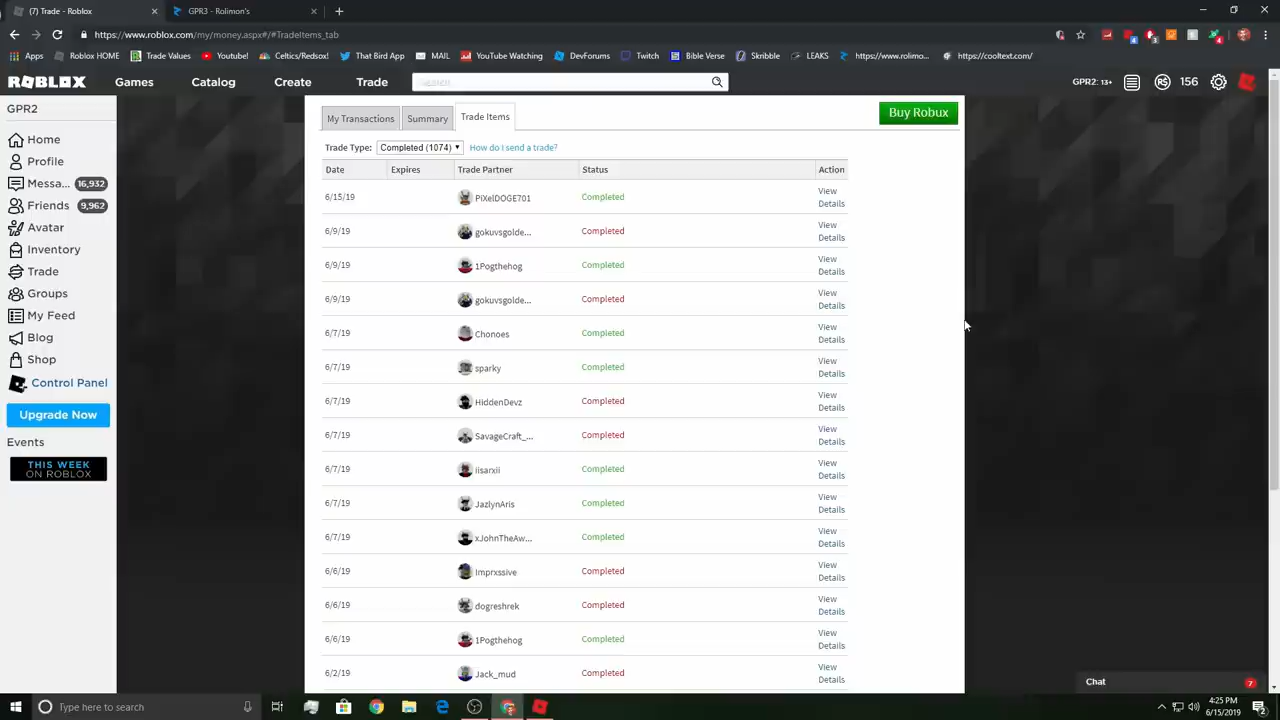 (7) Trade - Roblox
GPR3 - Rolimon's
https://www.roblox.com/my/money.aspx#/#TradeItems_tab
Apps Roblox HOME Trade Values Celtics/Redsox! That Bird App MAIL YouTube Watching DevForums Twitch Bible Verse Skribble LEAKS https://www.rolimo... https://cooltext.com/
ROBLOX Games Catalog Create Trade Search GPR2: 13+ 156
GPR2
Home
Profile
Messa... 16,932
Friends 9,962
Avatar
Inventory
Trade
Groups
My Feed
Blog
Shop
Control Panel
Upgrade Now
Events
THIS WEEK
ON ROBLOX
My Transactions Summary Trade Items
Buy Robux
Trade Type: Completed (1074) How do I send a trade?
Date Expires Trade Partner Status Action
6/15/19 PiXelDOGE701 Completed View Details
6/9/19 gokuvsgolde... Completed View Details
6/9/19 1Pogthehog Completed View Details
6/9/19 gokuvsgolde... Completed View Details
6/7/19 Chonoes Completed View Details
6/7/19 sparky Completed View Details
6/7/19 HiddenDevz Completed View Details
6/7/19 SavageCraft_... Completed View Details
6/7/19 iisarxii Completed View Details
6/7/19 JazlynAris Completed View Details
6/7/19 xJohnTheAw... Completed View Details
6/6/19 Imprxssive Completed View Details
6/6/19 dogreshrek Completed View Details
6/6/19 1Pogthehog Completed View Details
6/2/19 Jack_mud Completed View Details
Chat 7
Type here to search
4:25 PM
6/15/2019